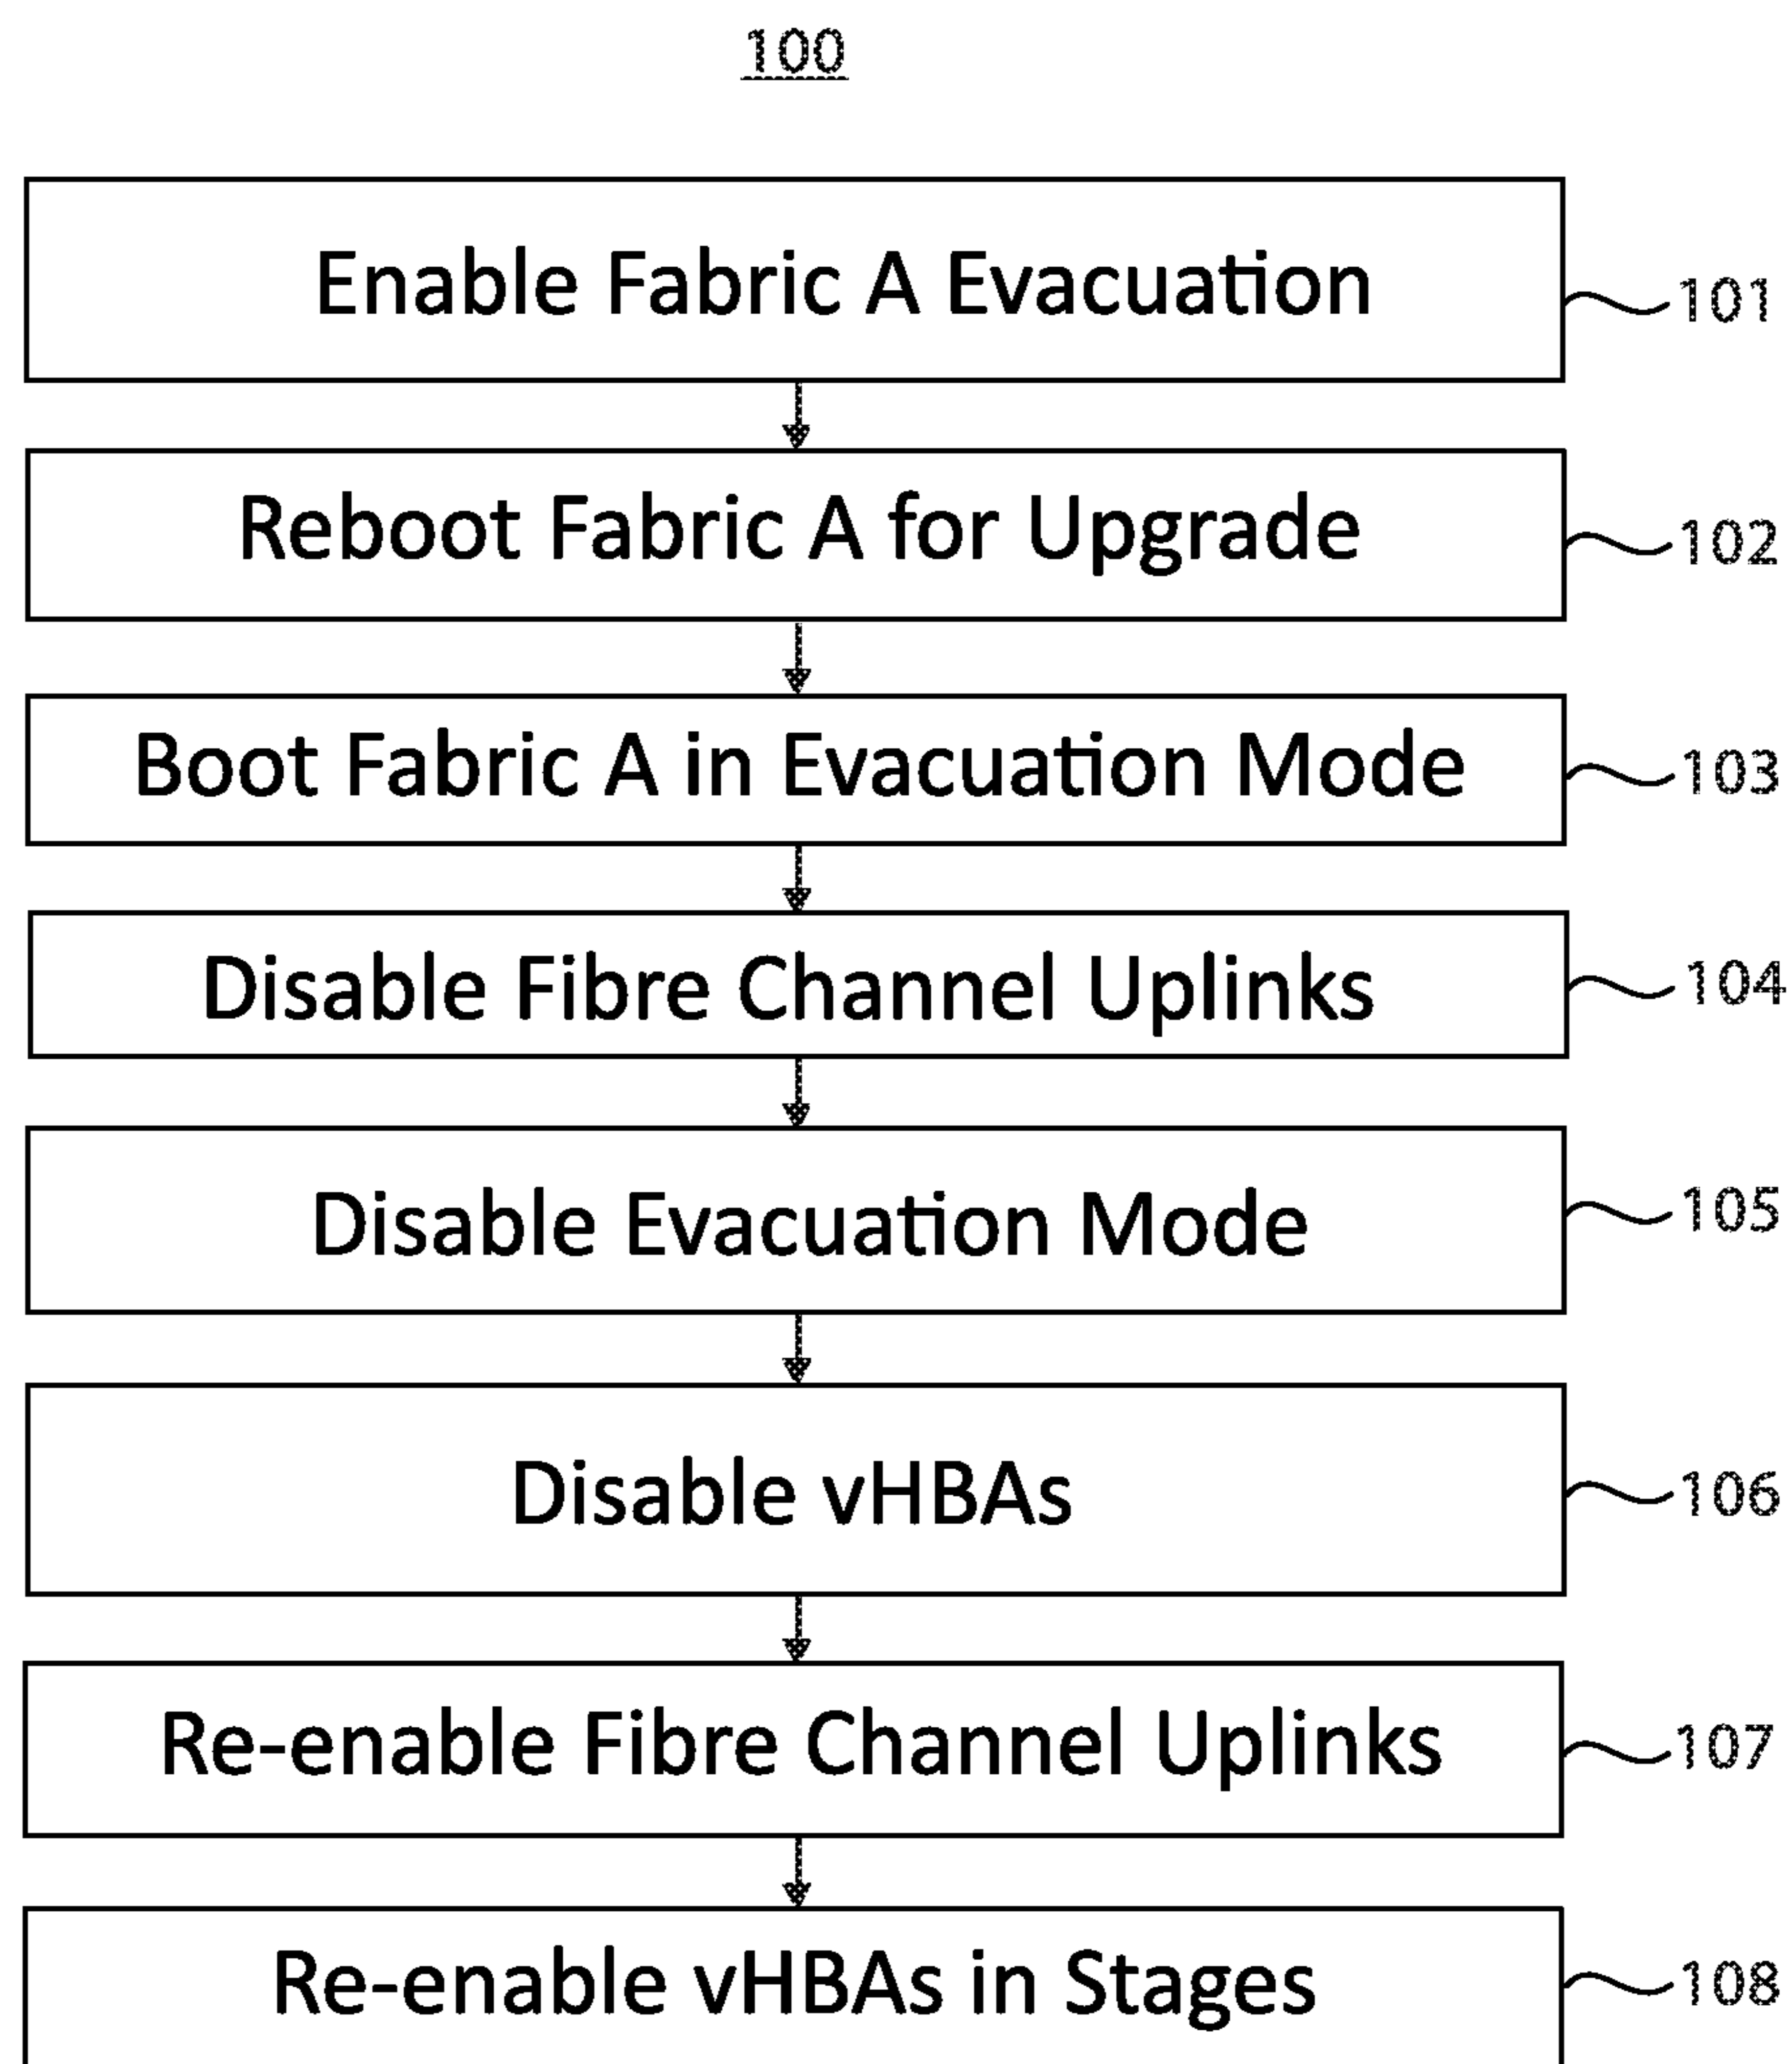 100
Enable Fabric A Evacuation
101
Reboot Fabric A for Upgrade
102
Boot Fabric A in Evacuation Mode
103
Disable Fibre Channel Uplinks
104
Disable Evacuation Mode
105
Disable vHBAs
106
Re-enable Fibre Channel Uplinks
107
Re-enable vHBAs in Stages
108